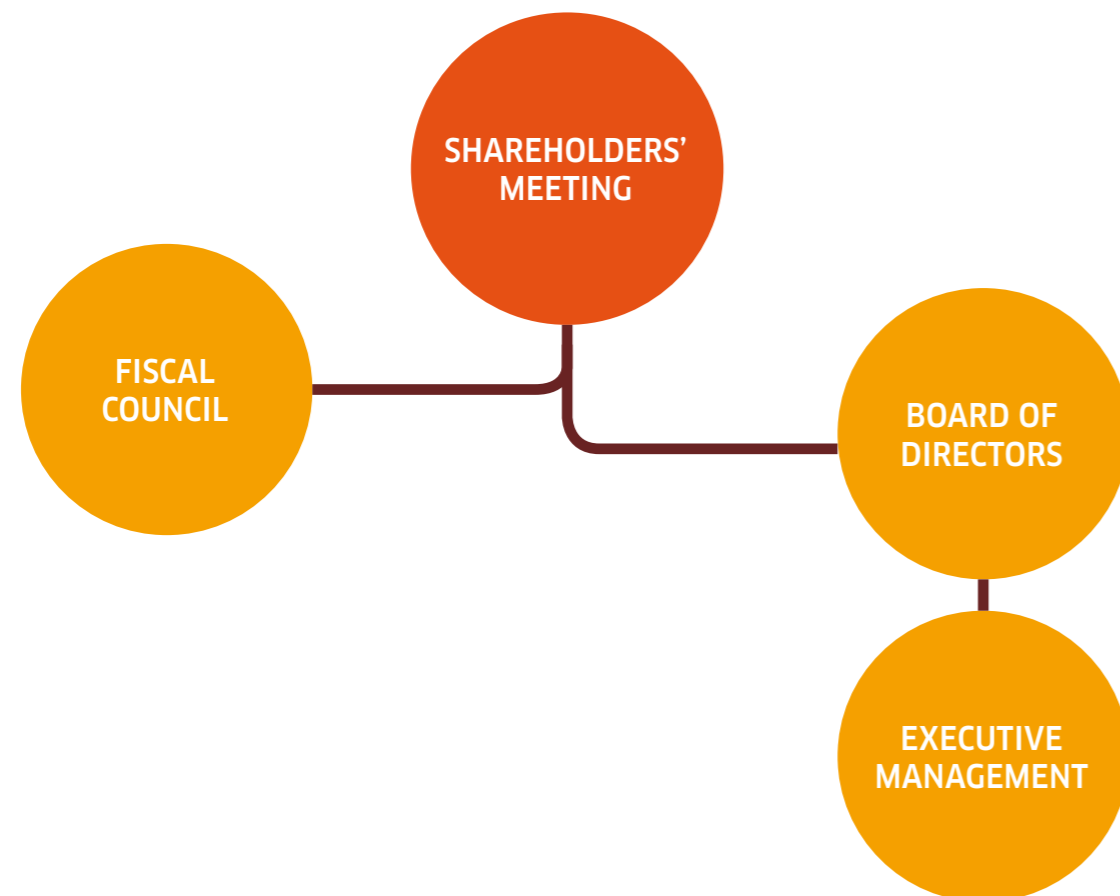 SHAREHOLDERS’
MEETING
FISCAL
COUNCIL
BOARD OF
DIRECTORS
EXECUTIVE
MANAGEMENT